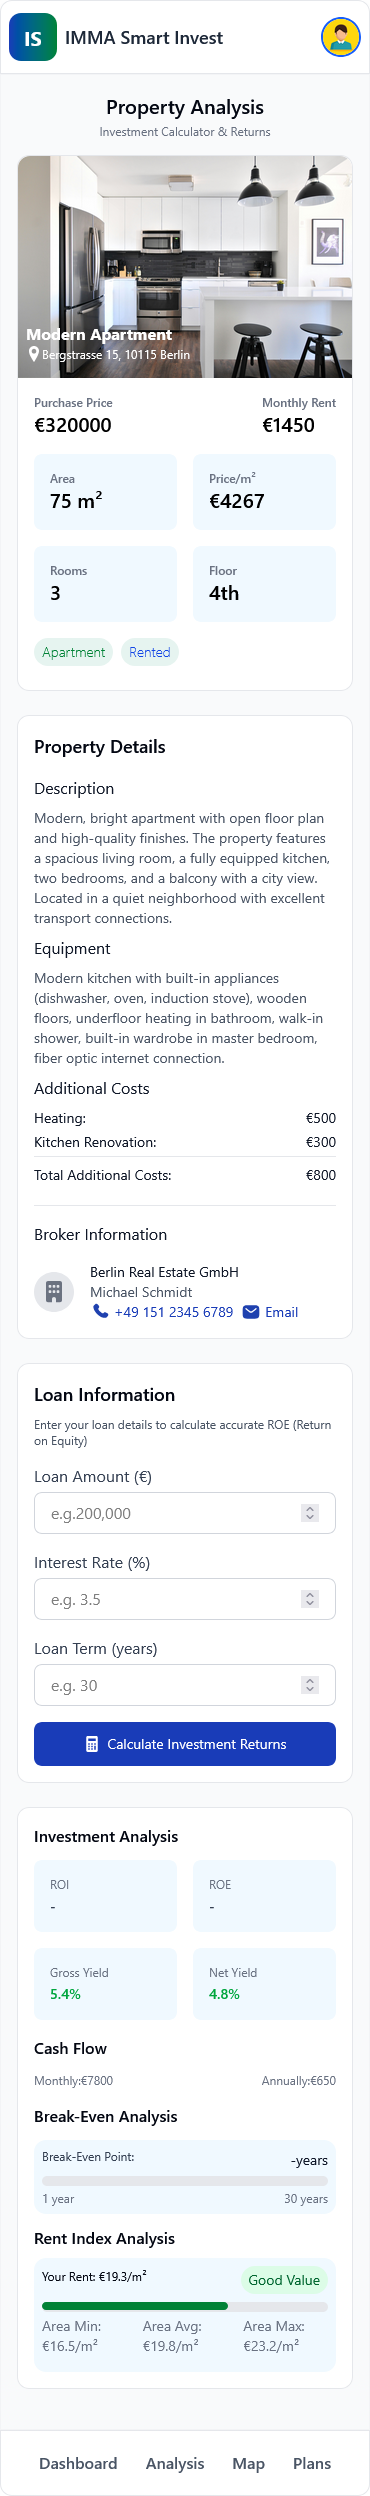 IS IMMA Smart Invest
Property Analysis
Investment Calculator & Returns
Modern Apartment
Bergstrasse 15, 10115 Berlin
Purchase Price Monthly Rent
€320000 €1450
Area Price/m²
75 m² €4267
Rooms Floor
3 4th
Apartment Rented
Property Details
Description
Modern, bright apartment with open floor plan
and high-quality finishes. The property features
a spacious living room, a fully equipped kitchen,
two bedrooms, and a balcony with a city view.
Located in a quiet neighborhood with excellent
transport connections.
Equipment
Modern kitchen with built-in appliances
(dishwasher, oven, induction stove), wooden
floors, underfloor heating in bathroom, walk-in
shower, built-in wardrobe in master bedroom,
fiber optic internet connection.
Additional Costs
Heating: €500
Kitchen Renovation: €300
Total Additional Costs: €800
Broker Information
Berlin Real Estate GmbH
Michael Schmidt
+49 151 2345 6789 Email
Loan Information
Enter your loan details to calculate accurate ROE (Return
on Equity)
Loan Amount (€)
e.g.200,000
Interest Rate (%)
e.g. 3.5
Loan Term (years)
e.g. 30
Calculate Investment Returns
Investment Analysis
ROI ROE
- -
Gross Yield Net Yield
5.4% 4.8%
Cash Flow
Monthly:€7800 Annually:€650
Break-Even Analysis
Break-Even Point: -years
1 year 30 years
Rent Index Analysis
Your Rent: €19.3/m² Good Value
Area Min: Area Avg: Area Max:
€16.5/m² €19.8/m² €23.2/m²
Dashboard Analysis Map Plans